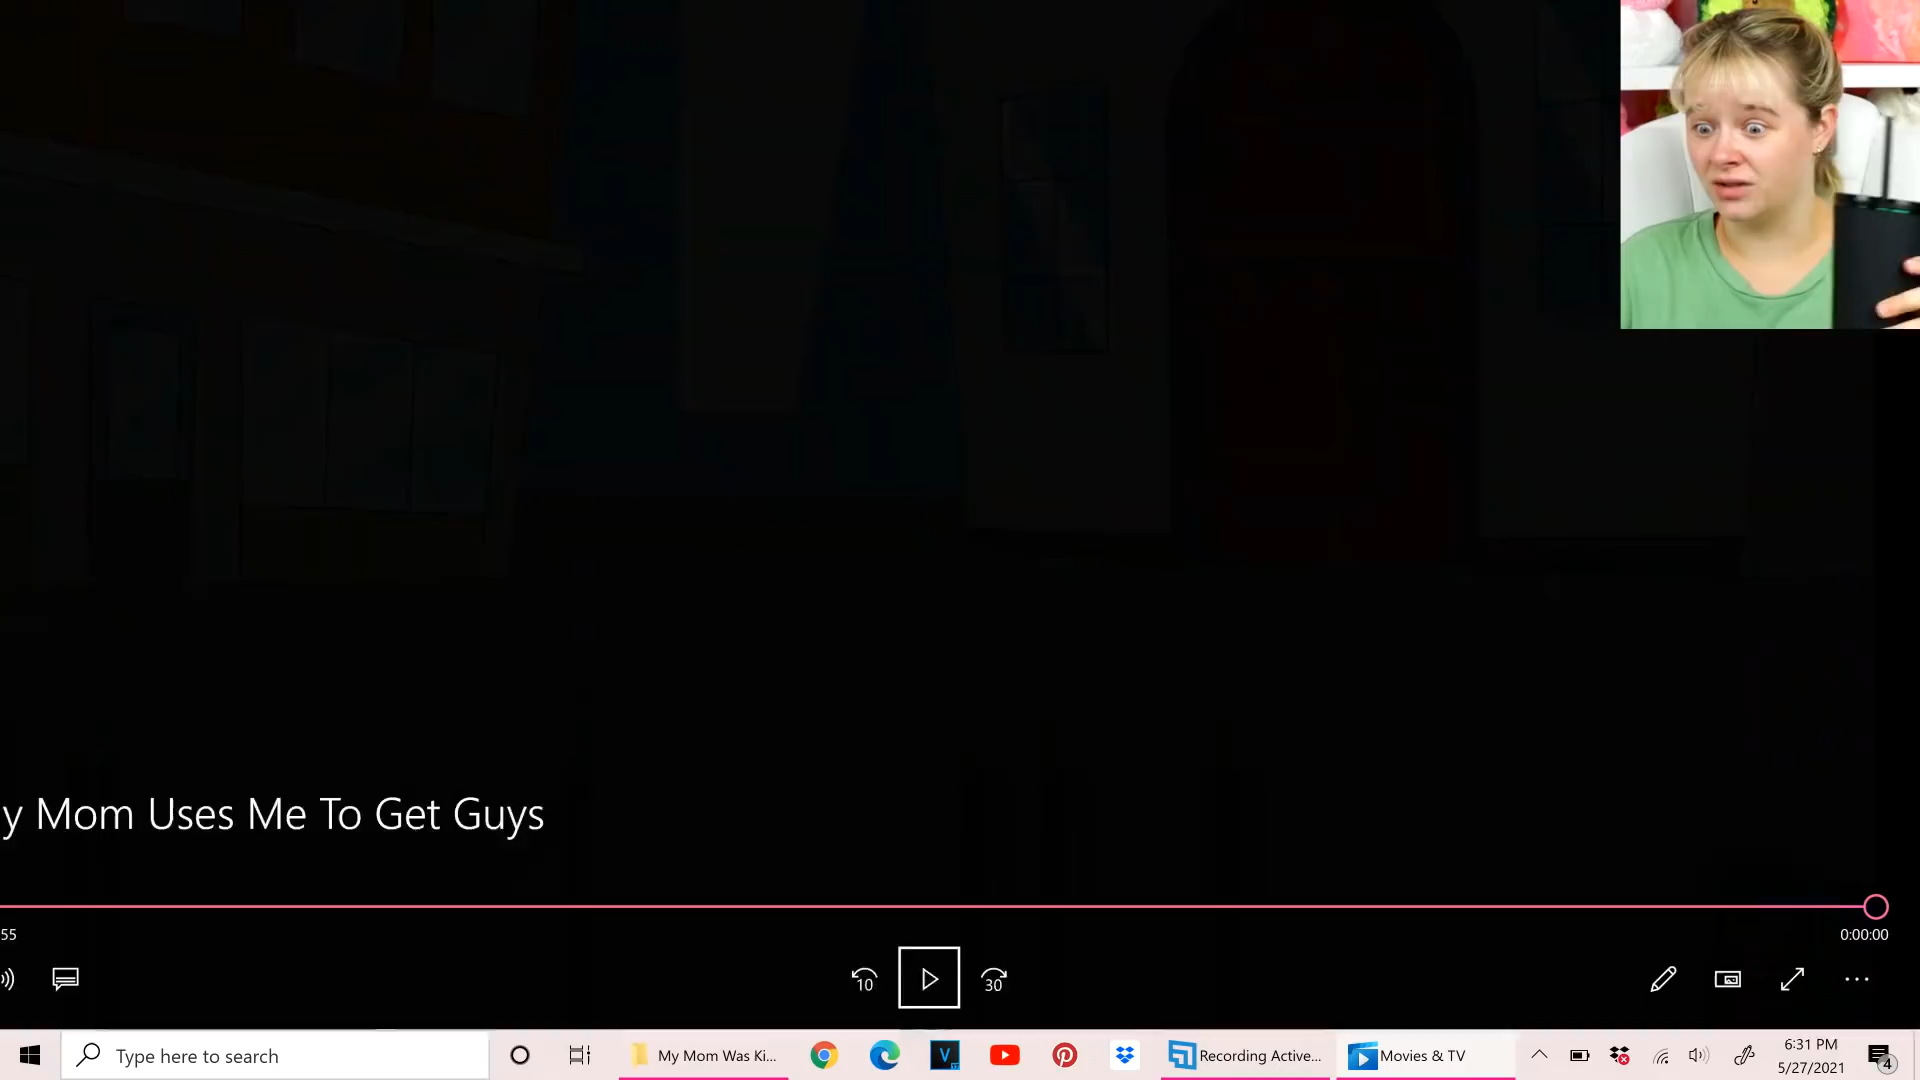 y Mom Uses Me To Get Guys
55
0:00:00
10
30
Type here to search
My Mom Was Ki...
V
Recording Active...
Movies & TV
6:31 PM
5/27/2021
4